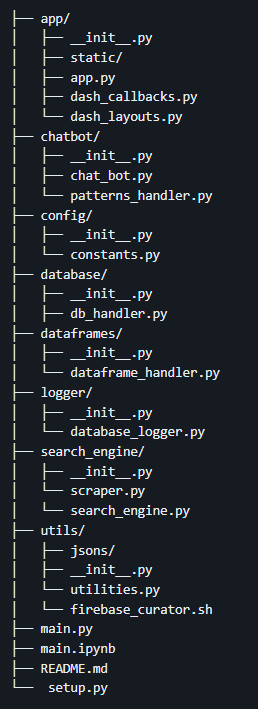 ├── app/
│   ├── __init__.py
│   ├── static/
│   ├── app.py
│   ├── dash_callbacks.py
│   └── dash_layouts.py
├── chatbot/
│   ├── __init__.py
│   ├── chat_bot.py
│   └── patterns_handler.py
├── config/
│   ├── __init__.py
│   └── constants.py
├── database/
│   ├── __init__.py
│   └── db_handler.py
├── dataframes/
│   ├── __init__.py
│   └── dataframe_handler.py
├── logger/
│   ├── __init__.py
│   └── database_logger.py
├── search_engine/
│   ├── __init__.py
│   └── scraper.py
│   └── search_engine.py
├── utils/
│   ├── jsons/
│   ├── __init__.py
│   └── utilities.py
│   └── firebase_curator.sh
├── main.py
├── main.ipynb
├── README.md
└──  setup.py